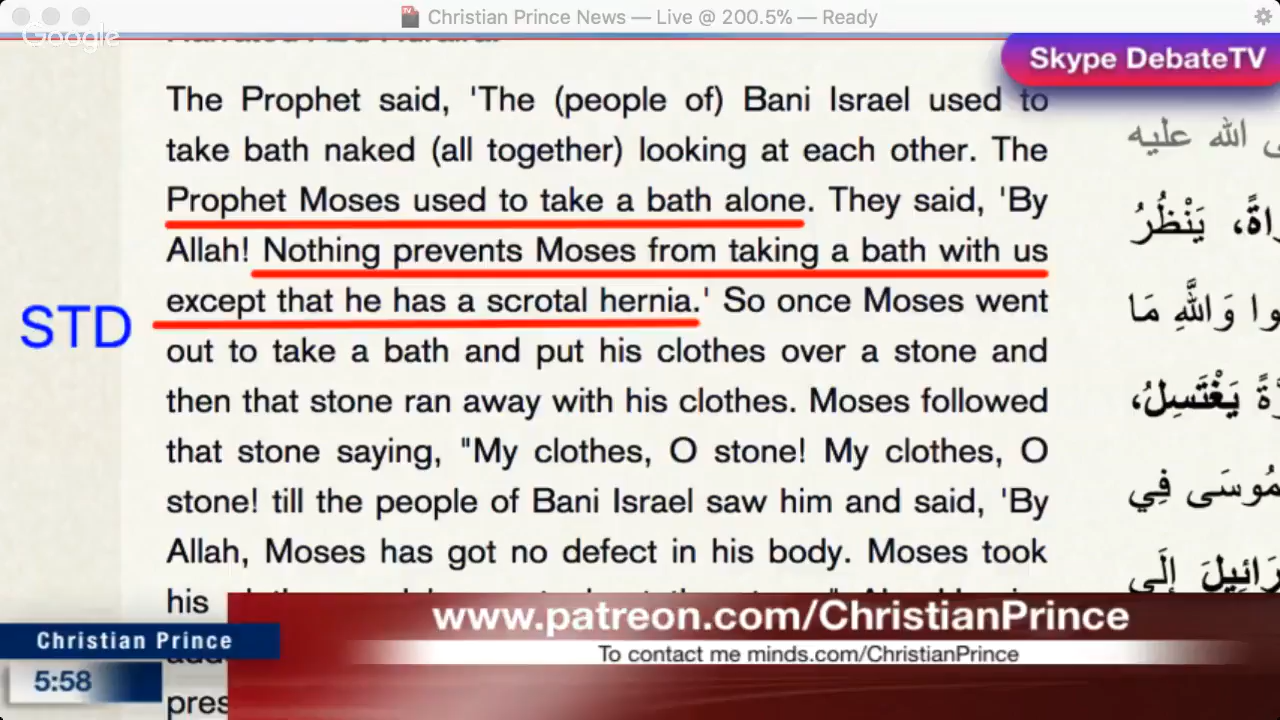 Christian Prince News — Live @ 200.5% — Ready
Google
Skype DebateTV
The Prophet said, 'The (people of) Bani Israel used to
take bath naked (all together) looking at each other. The
Prophet Moses used to take a bath alone. They said, 'By
Allah! Nothing prevents Moses from taking a bath with us
except that he has a scrotal hernia.' So once Moses went
out to take a bath and put his clothes over a stone and
then that stone ran away with his clothes. Moses followed
that stone saying, "My clothes, O stone! My clothes, O
stone! till the people of Bani Israel saw him and said, 'By
Allah, Moses has got no defect in his body. Moses took
his
pres
STD
الله عليه
يَنْظُرُ
وَاللَّهِ مَا
يَغْتَسِلُ،
مُوسَى فِي
إِلَى
www.patreon.com/ChristianPrince
To contact me minds.com/ChristianPrince
Christian Prince
5:58